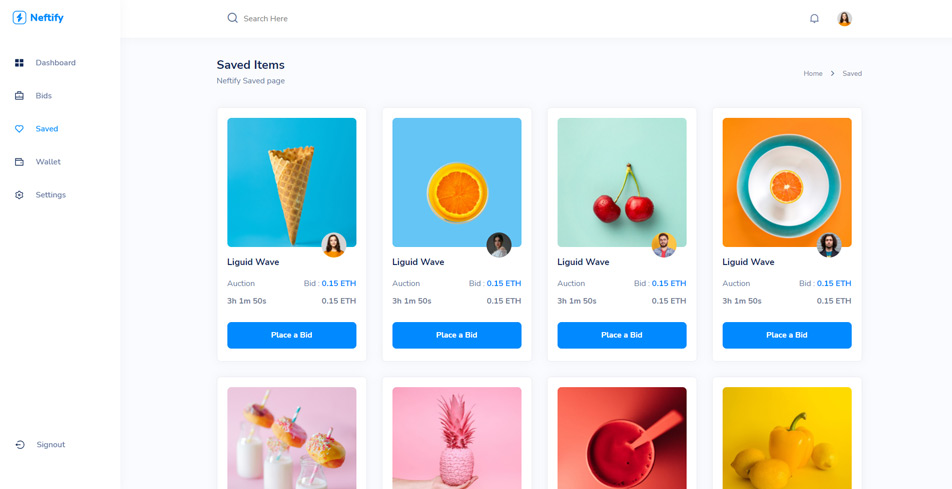 Neftify
Search Here
Dashboard
Bids
Saved
Wallet
Settings
Signout
Saved Items
Neftify Saved page
Home > Saved
Liguid Wave
Auction Bid : 0.15 ETH
3h 1m 50s 0.15 ETH
Place a Bid
Liguid Wave
Auction Bid : 0.15 ETH
3h 1m 50s 0.15 ETH
Place a Bid
Liguid Wave
Auction Bid : 0.15 ETH
3h 1m 50s 0.15 ETH
Place a Bid
Liguid Wave
Auction Bid : 0.15 ETH
3h 1m 50s 0.15 ETH
Place a Bid